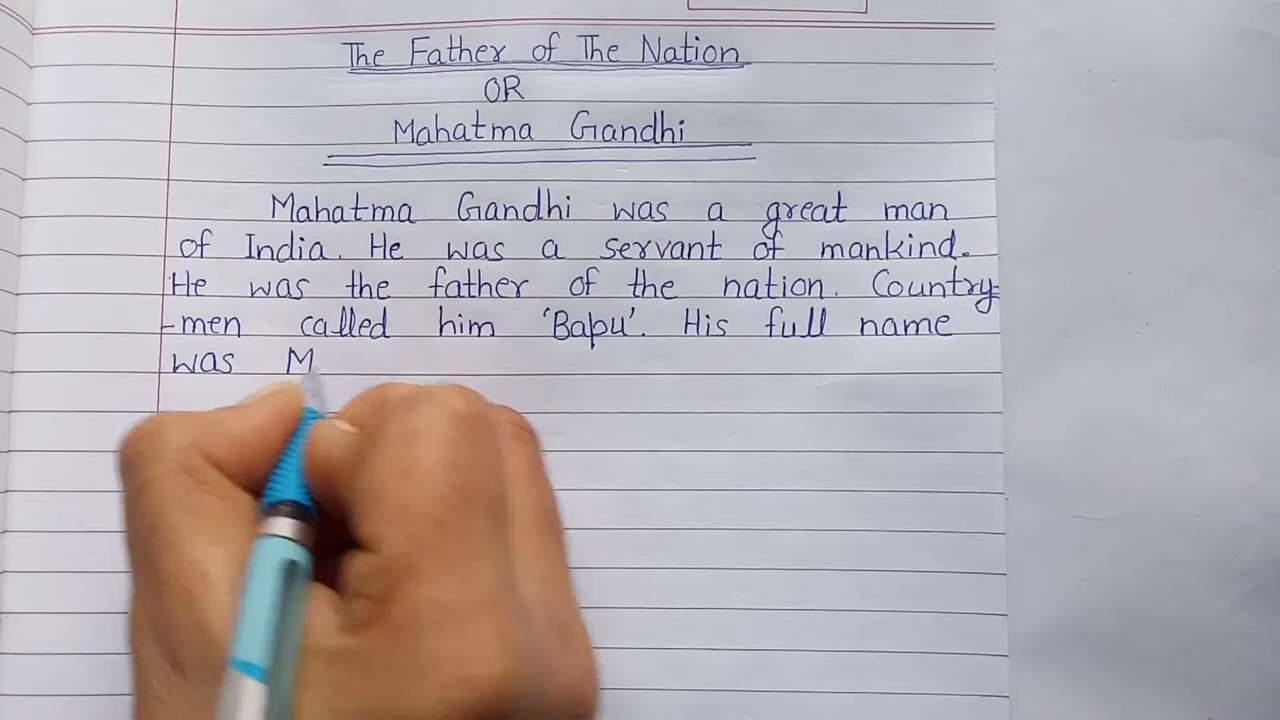 The Father of The Nation
OR
Mahatma Gandhi
Mahatma Gandhi was a great man
of India. He was a servant of mankind.
He was the father of the nation. Country-
-men called him ‘Bapu’. His full name
was M